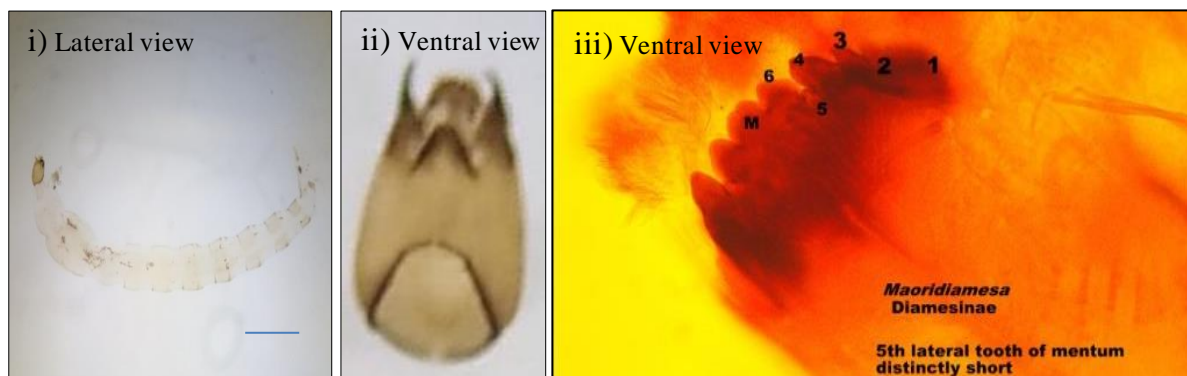 i) Lateral view
ii) Ventral view
iii) Ventral view
3
4
2
1
6
5
M
Maoridiamesa
Diamesinae
5th lateral tooth of mentum
distinctly short